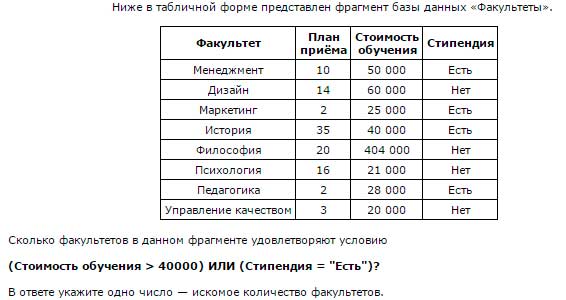 Ниже в табличной форме представлен фрагмент базы данных «Факультеты».
Факультет План приёма Стоимость обучения Стипендия
Менеджмент 10 50 000 Есть
Дизайн 14 60 000 Нет
Маркетинг 2 25 000 Есть
История 35 40 000 Есть
Философия 20 404 000 Нет
Психология 16 21 000 Нет
Педагогика 2 28 000 Есть
Управление качеством 3 20 000 Нет
Сколько факультетов в данном фрагменте удовлетворяют условию
(Стоимость обучения > 40000) ИЛИ (Стипендия = "Есть")?
В ответе укажите одно число — искомое количество факультетов.